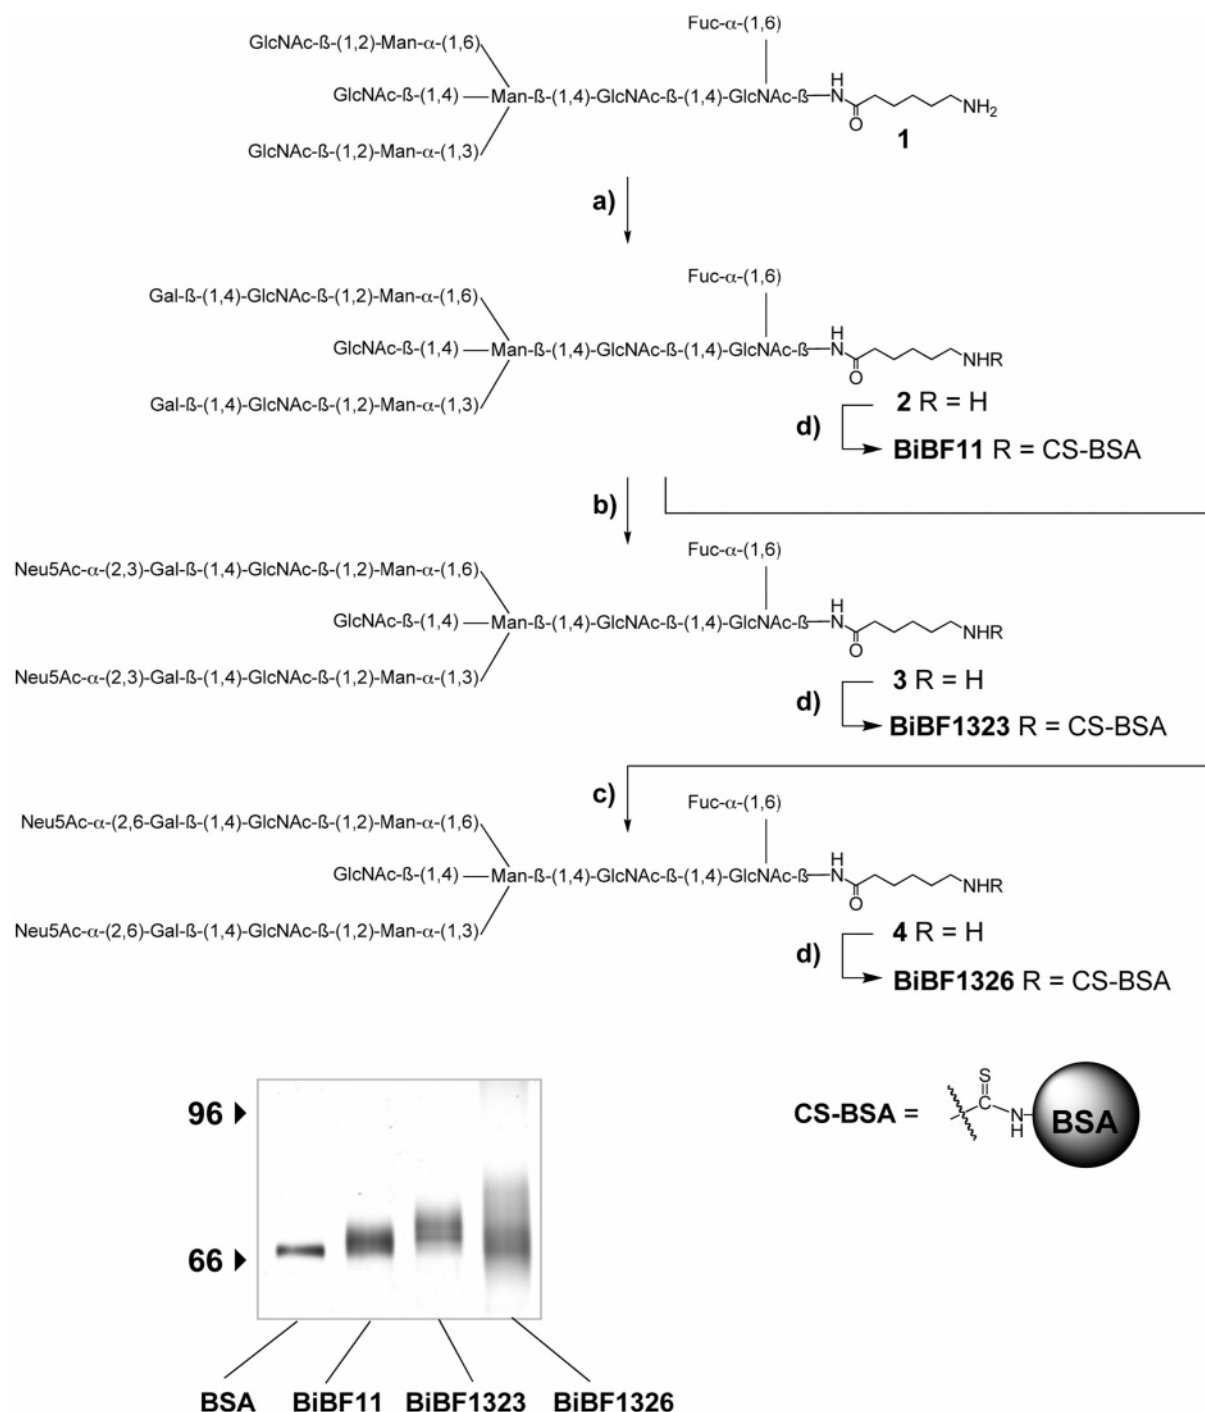 Fuc-α-(1,6)
GlcNAc-ß-(1,2)-Man-α-(1,6)
GlcNAc-ß-(1,4)—Man-ß-(1,4)-GlcNAc-ß-(1,4)-GlcNAc-ß—N H O NH2
GlcNAc-ß-(1,2)-Man-α-(1,3)
1
a)
Fuc-α-(1,6)
Gal-ß-(1,4)-GlcNAc-ß-(1,2)-Man-α-(1,6)
GlcNAc-ß-(1,4)—Man-ß-(1,4)-GlcNAc-ß-(1,4)-GlcNAc-ß—N H O NHR
Gal-ß-(1,4)-GlcNAc-ß-(1,2)-Man-α-(1,3)
2 R = H
d)
BiBF11 R = CS-BSA
b)
Fuc-α-(1,6)
Neu5Ac-α-(2,3)-Gal-ß-(1,4)-GlcNAc-ß-(1,2)-Man-α-(1,6)
GlcNAc-ß-(1,4)—Man-ß-(1,4)-GlcNAc-ß-(1,4)-GlcNAc-ß—N H O NHR
Neu5Ac-α-(2,3)-Gal-ß-(1,4)-GlcNAc-ß-(1,2)-Man-α-(1,3)
3 R = H
d)
BiBF1323 R = CS-BSA
c)
Fuc-α-(1,6)
Neu5Ac-α-(2,6-Gal-ß-(1,4)-GlcNAc-ß-(1,2)-Man-α-(1,6)
GlcNAc-ß-(1,4)—Man-ß-(1,4)-GlcNAc-ß-(1,4)-GlcNAc-ß—N H O NHR
Neu5Ac-α-(2,6)-Gal-ß-(1,4)-GlcNAc-ß-(1,2)-Man-α-(1,3)
4 R = H
d)
BiBF1326 R = CS-BSA
96
66
CS-BSA = S C N H BSA
BSA BiBF11 BiBF1323 BiBF1326